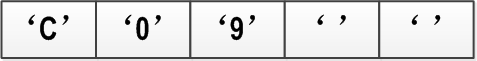 ‘C’ ‘0’ ‘9’ ‘ ’ ‘ ’